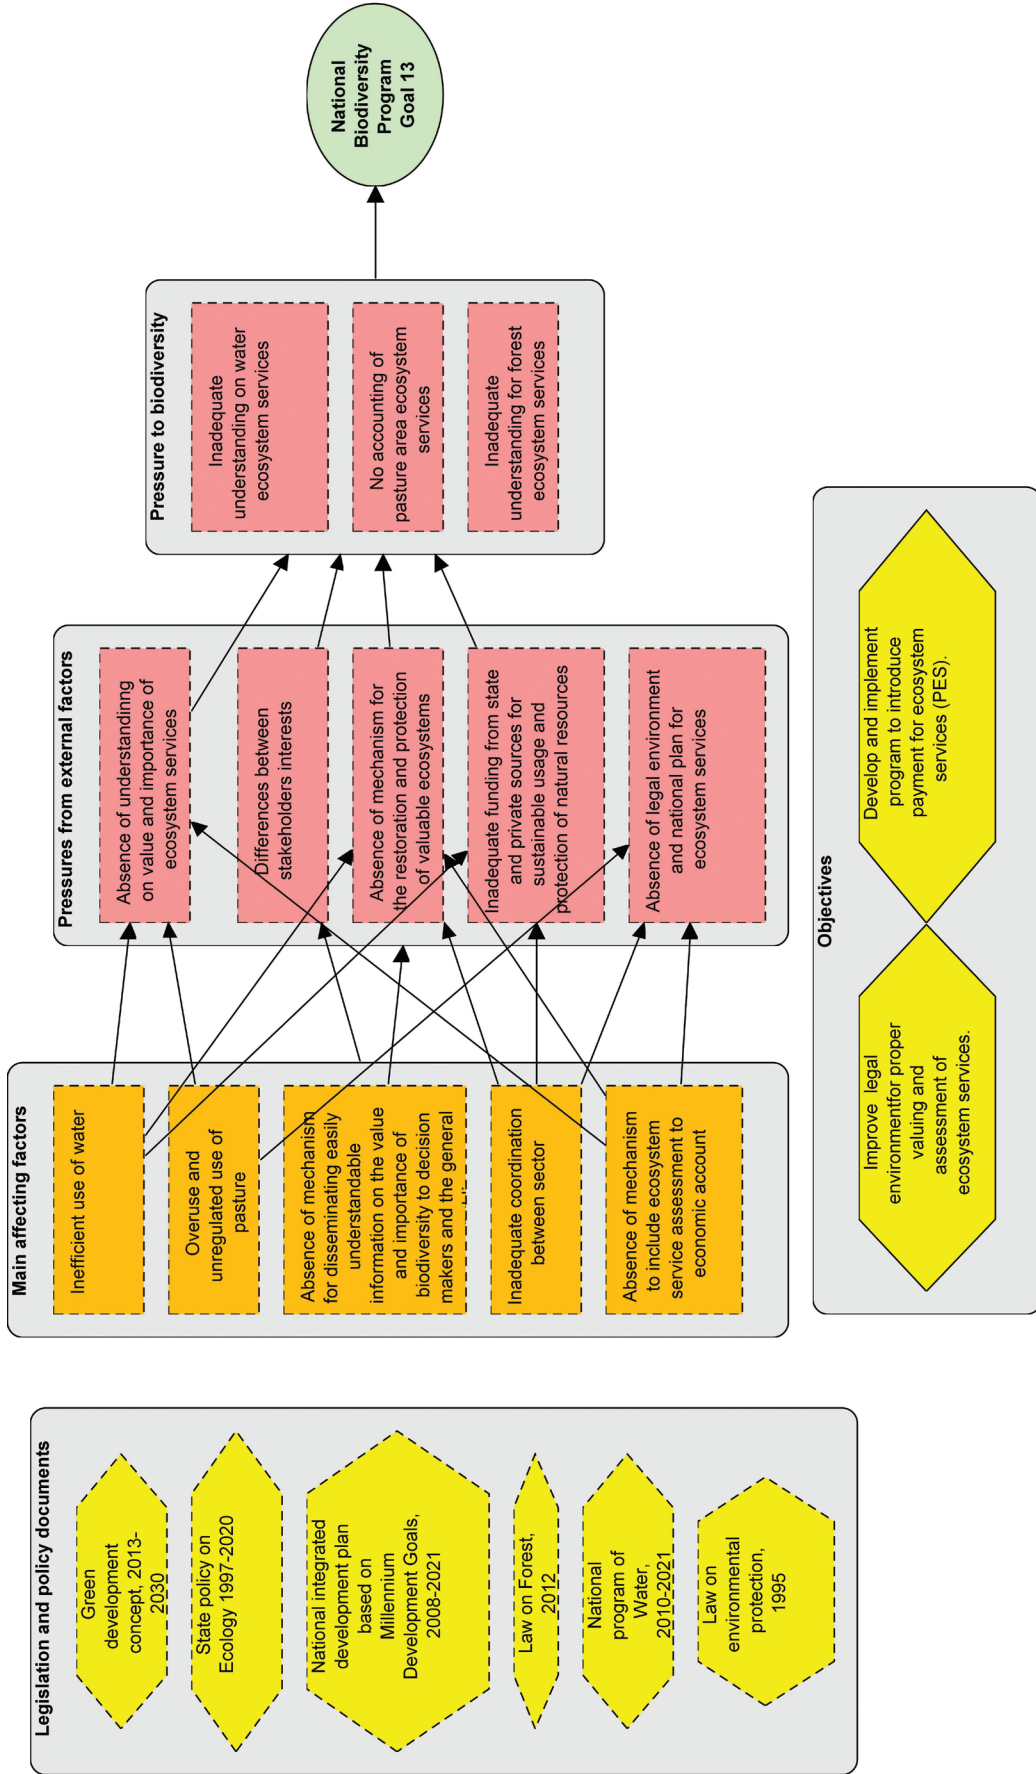 Legislation and policy documents
Green
development
concept, 2013-
2030
State policy on
Ecology 1997-2020
National integrated
development plan
based on
Millennium
Development Goals,
2008-2021
Law on Forest,
2012
National
program of
Water,
2010-2021
Law on
environmental
protection,
1995
Main affecting factors
Inefficient use of water
Overuse and
unregulated use of
pasture
Absence of mechanism
for disseminating easily
understandable
information on the value
and importance of
biodiversity to decision
makers and the general
Inadequate coordination
between sector
Absence of mechanism
to include ecosystem
service assessment to
economic account
Pressures from external factors
Absence of understandinng
on value and importance of
ecosystem services
Differences between
stakeholders interests
Absence of mechanism for
the restoration and protection
of valuable ecosystems
Inadequate funding from state
and private sources for
sustainable usage and
protection of natural resources
Absence of legal environment
and national plan for
ecosystem services
Pressure to biodiversity
Inadequate
understanding on water
ecosystem services
No accounting of
pasture area ecosystem
services
Inadequate
understanding for forest
ecosystem services
National
Biodiversity
Program
Goal 13
Objectives
Improve legal
environmentfor proper
valuing and
assessment of
ecosystem services.
Develop and implement
program to introduce
payment for ecosystem
services (PES).